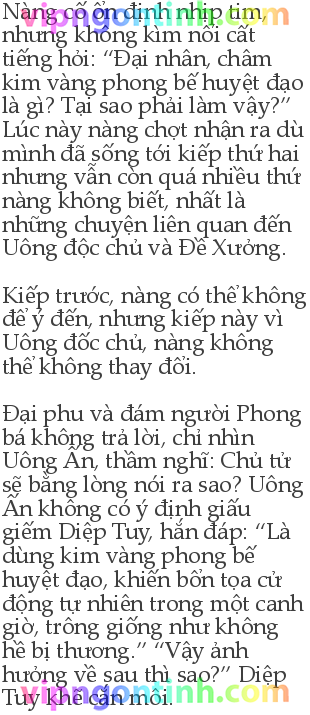 Nàng cố ổn định nhịp tim,
nhưng không kìm nổi cất
tiếng hỏi: “Đại nhân, châm
kim vàng phong bế huyệt đạo
là gì? Tại sao phải làm vậy?”
Lúc này nàng chợt nhận ra dù
mình đã sống tới kiếp thứ hai
nhưng vẫn còn quá nhiều thứ
nàng không biết, nhất là
những chuyện liên quan đến
Uông độc chủ và Đề Xưởng.

Kiếp trước, nàng có thể không
để ý đến, nhưng kiếp này vì
Uông đốc chủ, nàng không
thể không thay đổi.

Đại phu và đám người Phong
bá không trả lời, chỉ nhìn
Uông Ấn, thầm nghĩ: Chủ tử
sẽ bằng lòng nói ra sao? Uông
Ấn không có ý định giấu
giếm Diệp Tuy, hắn đáp: “Là
dùng kim vàng phong bế
huyệt đạo, khiến bổn tọa cử
động tự nhiên trong một canh
giờ, trông giống như không
hề bị thương.” “Vậy ảnh
hưởng về sau thì sao?” Diệp
Tuy khẽ cắn môi.
vipngontinh.com
vipngontinh.com